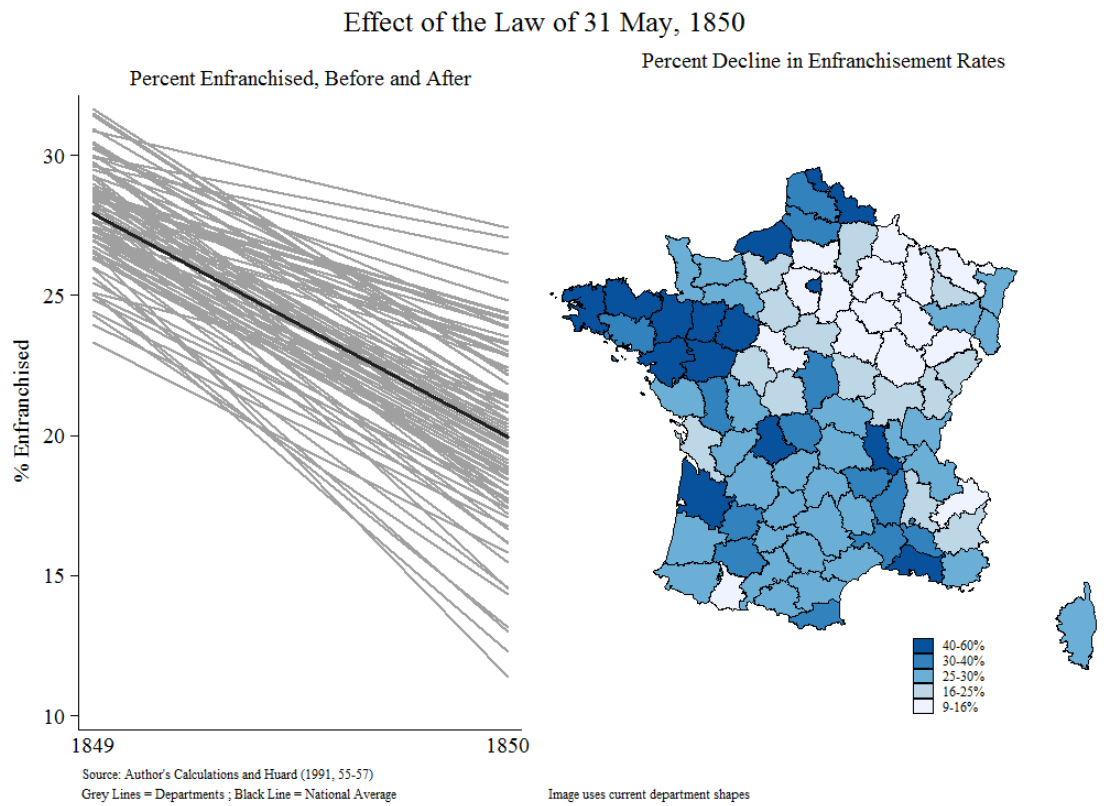 Effect of the Law of 31 May, 1850
Percent Enfranchised, Before and After
% Enfranchised
30
25
20
15
10
1849
1850
Source: Author's Calculations and Huard (1991, 55-57)
Grey Lines = Departments ; Black Line = National Average
Percent Decline in Enfranchisement Rates
40-60%
30-40%
25-30%
16-25%
9-16%
Image uses current department shapes